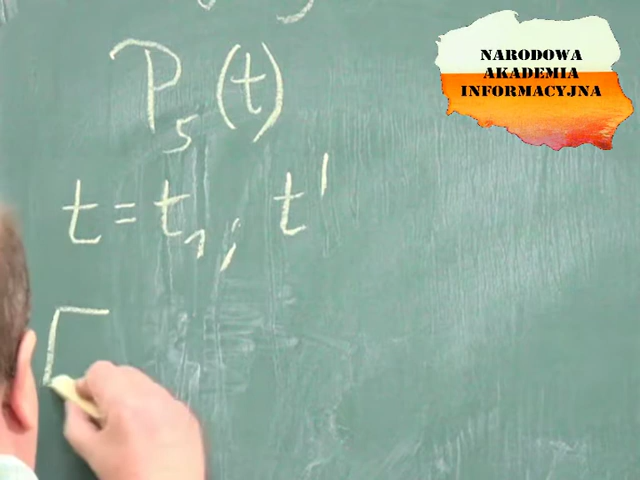 P₅(t)
t = t₁; t'
NARODOWA
AKADEMIA
INFORMACYJNA